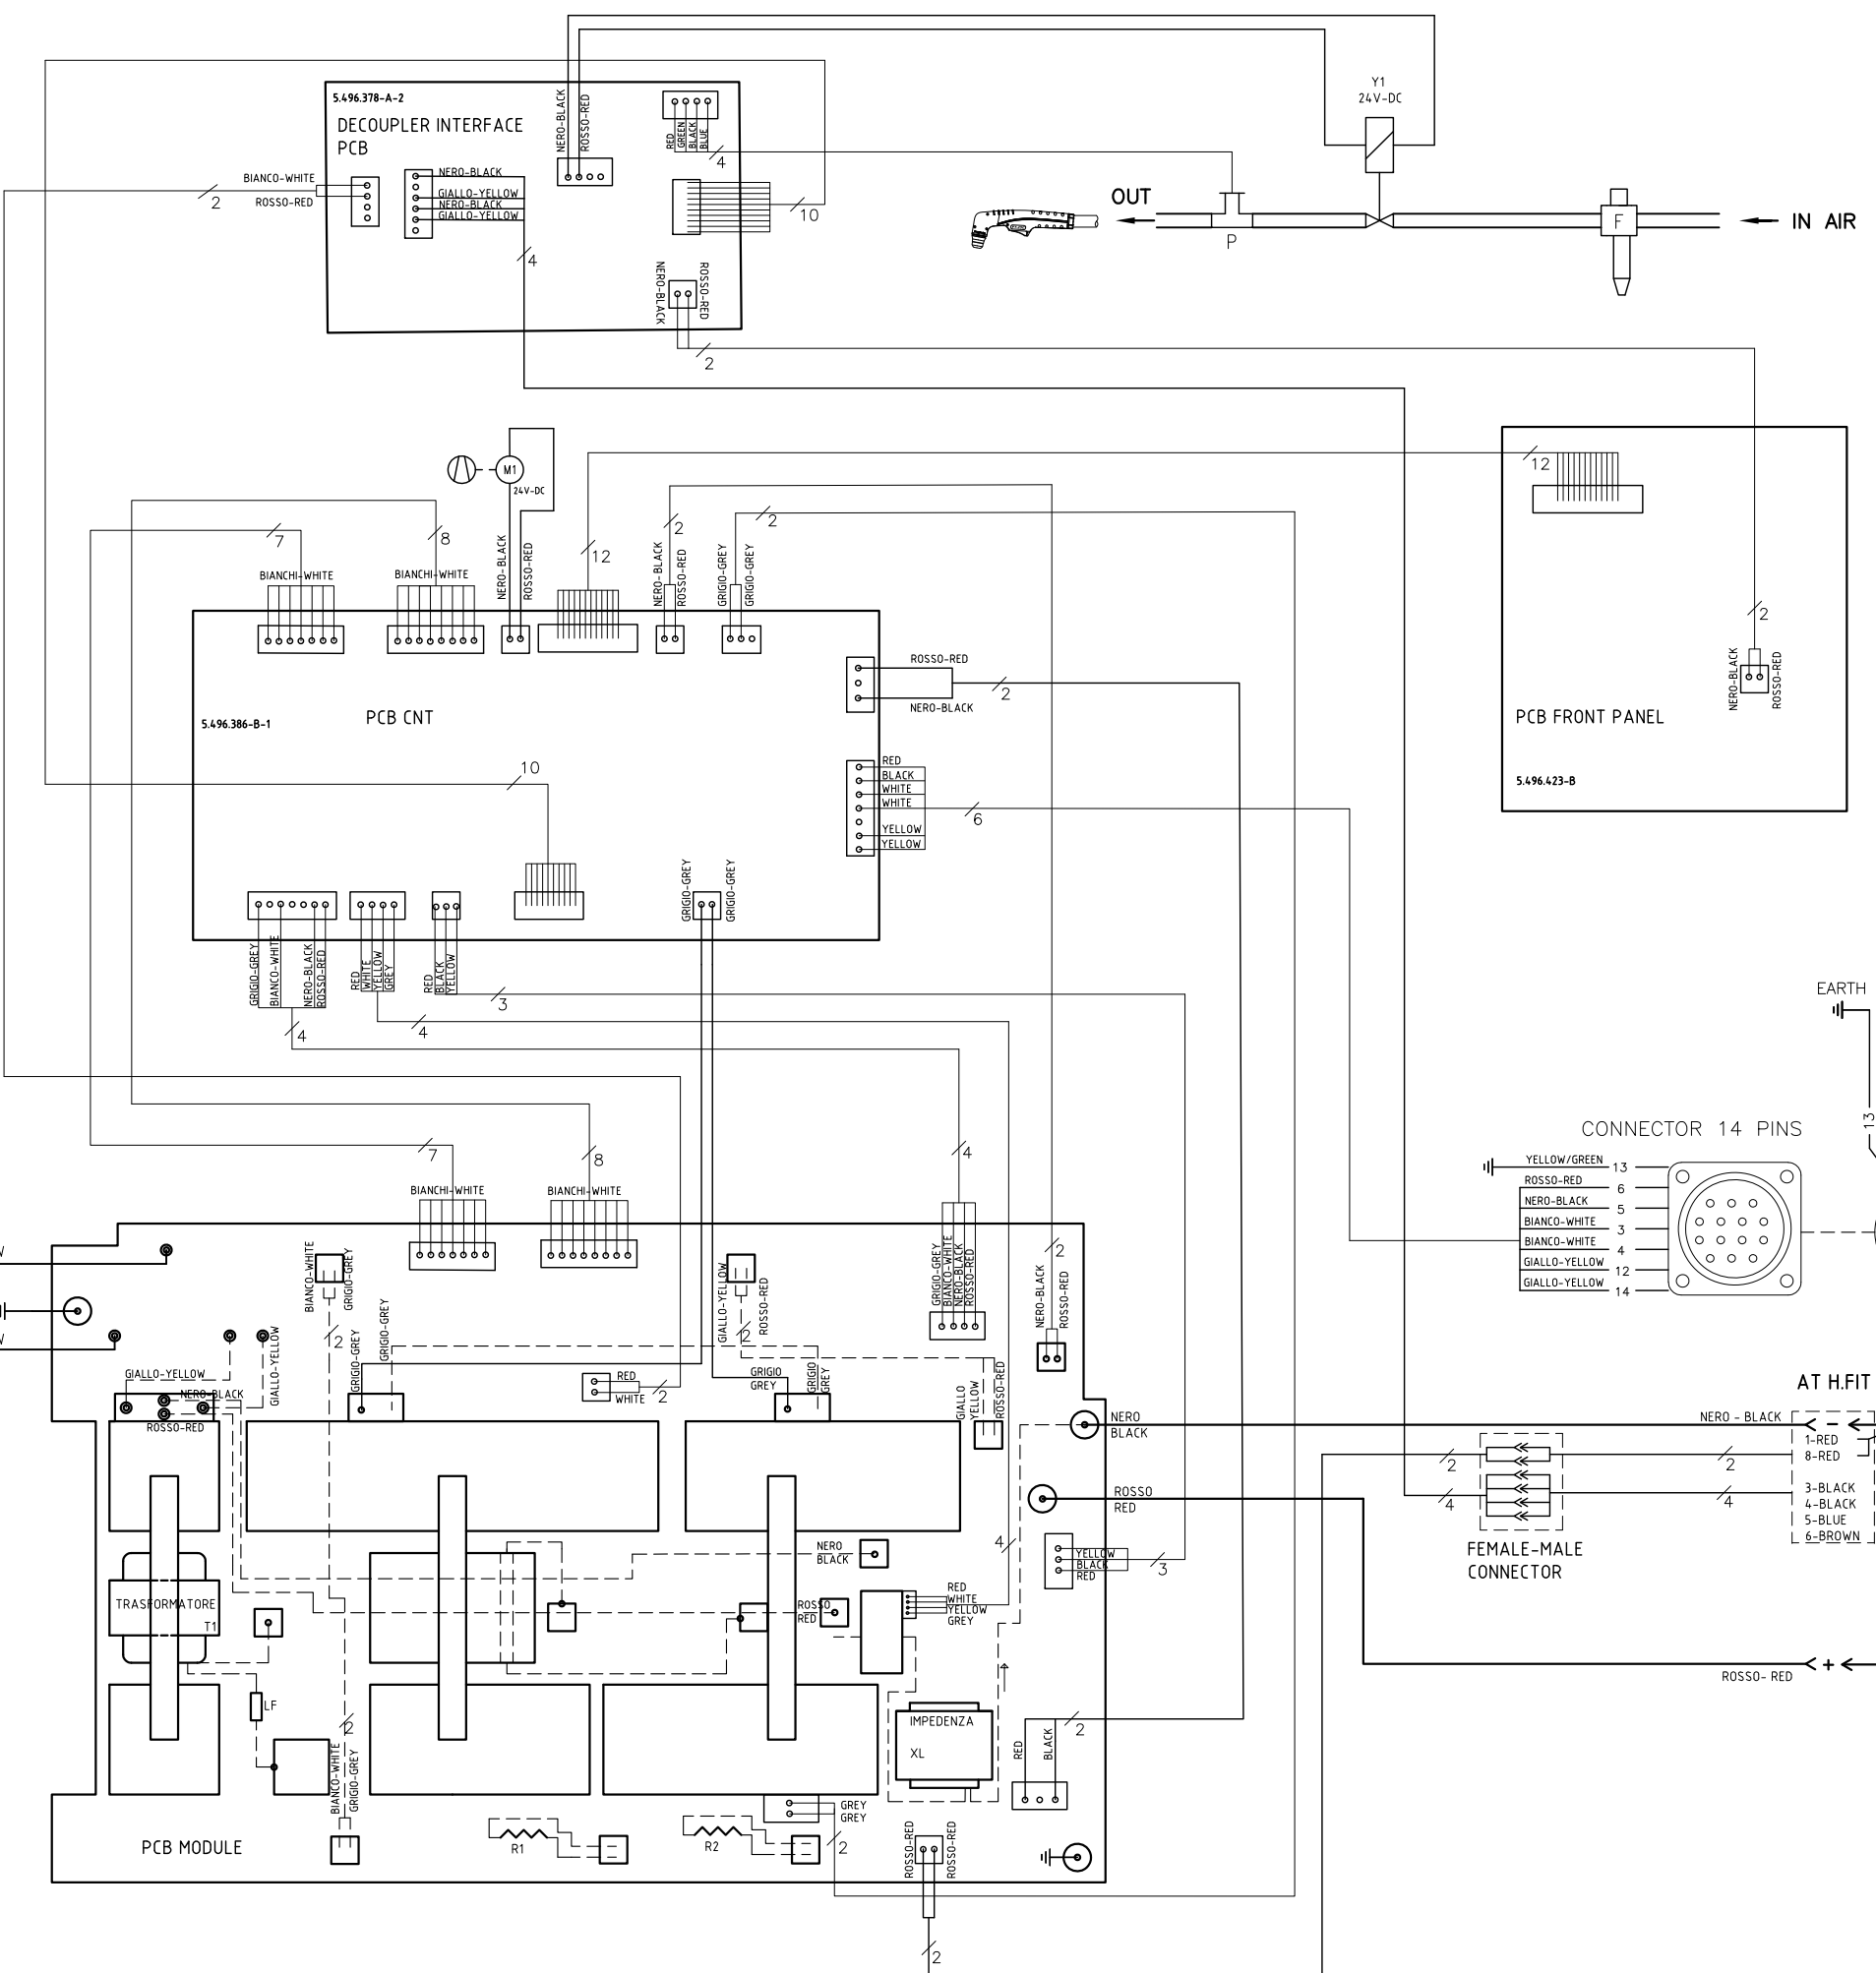 Y1
24V-DC
5.496.378-A-2
DECOUPLER INTERFACE
PCB
NERO-BLACK
ROSSO-RED
RED
GREEN
BLACK
BLUE
4
NERO-BLACK
GIALLO-YELLOW
NERO-BLACK
GIALLO-YELLOW
BIANCO-WHITE
ROSSO-RED
2
10
4
OUT
P
F
IN AIR
NERO-BLACK
ROSSO-RED
2
M1
24V-DC
12
12
7
8
2
2
BIANCHI-WHITE
BIANCHI-WHITE
NERO-BLACK
ROSSO-RED
NERO-BLACK
ROSSO-RED
GRIGIO-GREY
GRIGIO-GREY
2
NERO-BLACK
ROSSO-RED
PCB FRONT PANEL
5.496.423-B
ROSSO-RED
2
NERO-BLACK
5.496.386-B-1
PCB CNT
10
RED
BLACK
WHITE
WHITE
6
YELLOW
YELLOW
GRIGIO-GREY
GRIGIO-GREY
GRIGIO-GREY
BIANCO-WHITE
NERO-BLACK
ROSSO-RED
RED
WHITE
YELLOW
GREY
RED
BLACK
YELLOW
3
4
4
EARTH
13
CONNECTOR 14 PINS
YELLOW/GREEN 13
ROSSO-RED 6
NERO-BLACK 5
BIANCO-WHITE 3
BIANCO-WHITE 4
GIALLO-YELLOW 12
GIALLO-YELLOW 14
7
8
4
BIANCHI-WHITE
BIANCHI-WHITE
BIANCO-WHITE
GRIGIO-GREY
2
GIALLO-YELLOW
ROSSO-RED
2
GRIGIO-GREY
BIANCO-WHITE
NERO-BLACK
ROSSO-RED
2
NERO-BLACK
ROSSO-RED
GIALLO-YELLOW
GIALLO-YELLOW
NERO-BLACK
ROSSO-RED
GRIGIO-GREY
GRIGIO-GREY
RED
WHITE
2
GRIGIO
GREY
GRIGIO
GREY
GIALLO
YELLOW
ROSSO-RED
NERO
BLACK
ROSSO
RED
AT H.FIT
NERO - BLACK
–
1-RED
8-RED
3-BLACK
4-BLACK
5-BLUE
6-BROWN
2
2
4
4
FEMALE-MALE
CONNECTOR
ROSSO- RED
+
NERO
BLACK
4
YELLOW
BLACK
RED
3
TRASFORMATORE
T1
ROSSO
RED
RED
WHITE
YELLOW
GREY
LF
2
IMPEDENZA
XL
RED
BLACK
2
BIANCO-WHITE
GRIGIO-GREY
PCB MODULE
R1
R2
GREY
GREY
2
ROSSO-RED
ROSSO-RED
2